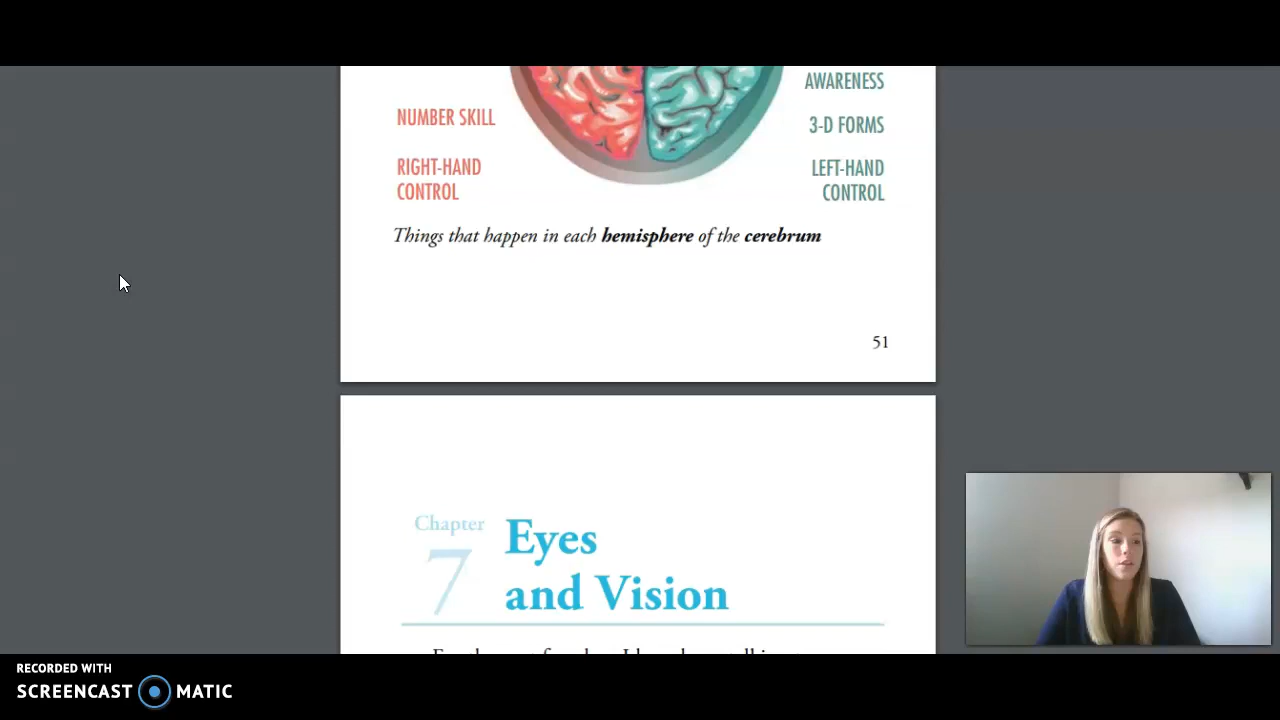 AWARENESS
NUMBER SKILL
3-D FORMS
RIGHT-HAND
CONTROL
LEFT-HAND
CONTROL
Things that happen in each hemisphere of the cerebrum
51
Chapter
7
Eyes
and Vision
RECORDED WITH
SCREENCAST MATIC